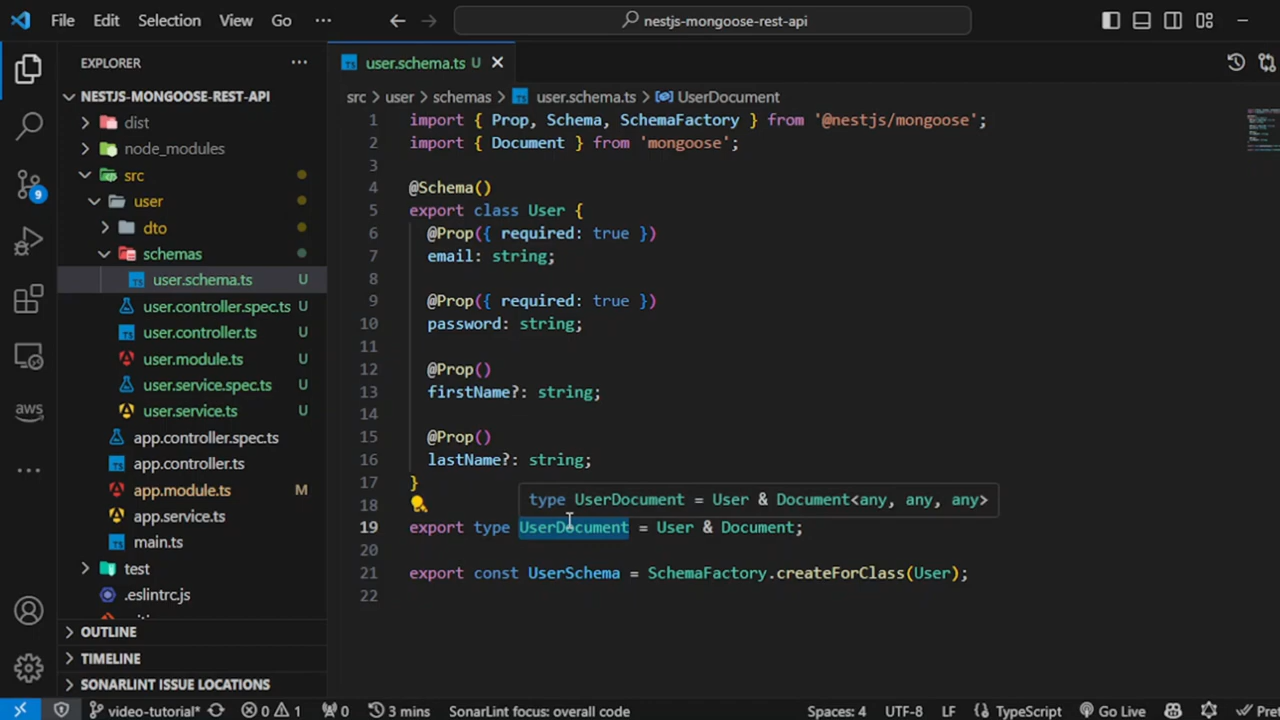 File Edit Selection View Go ··· nestjs-mongoose-rest-api
EXPLORER ···
NESTJS-MONGOOSE-REST-API
dist
node_modules
src
user
dto
schemas
user.schema.ts U
user.controller.spec.ts U
user.controller.ts U
user.module.ts U
user.service.spec.ts U
user.service.ts U
app.controller.spec.ts
app.controller.ts
app.module.ts M
app.service.ts
main.ts
test
.eslintrc.js
OUTLINE
TIMELINE
SONARLINT ISSUE LOCATIONS
9
aws
TS user.schema.ts U
src > user > schemas > TS user.schema.ts > UserDocument
1 import { Prop, Schema, SchemaFactory } from '@nestjs/mongoose';
2 import { Document } from 'mongoose';
3
4 @Schema()
5 export class User {
6 @Prop({ required: true })
7 email: string;
8
9 @Prop({ required: true })
10 password: string;
11
12 @Prop()
13 firstName?: string;
14
15 @Prop()
16 lastName?: string;
17 }
18
type UserDocument = User & Document<any, any, any>
19 export type UserDocument = User & Document;
20
21 export const UserSchema = SchemaFactory.createForClass(User);
22
video-tutorial* 0 1 0 3 mins SonarLint focus: overall code Spaces: 4 UTF-8 LF TypeScript Go Live